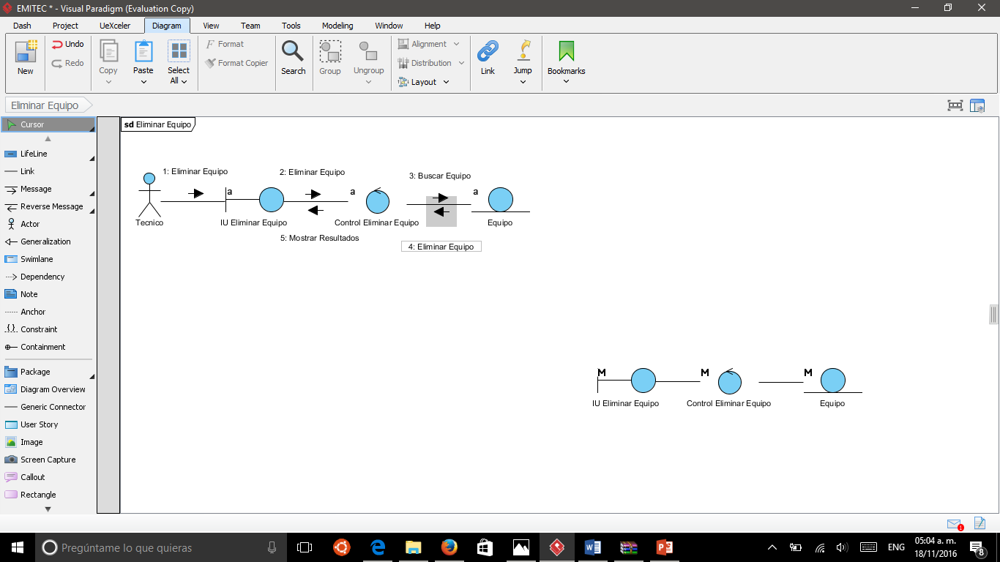 EMITEC * - Visual Paradigm (Evaluation Copy)
Dash Project UeXceler Diagram View Team Tools Modeling Window Help
New
Undo
Redo
Copy
Paste
Select All
Format
Format Copier
Search
Group
Ungroup
Alignment
Distribution
Layout
Link
Jump
Bookmarks
Eliminar Equipo
Cursor
LifeLine
Link
Message
Reverse Message
Actor
Generalization
Swimlane
Dependency
Note
Anchor
Constraint
Containment
Package
Diagram Overview
Generic Connector
User Story
Image
Screen Capture
Callout
Rectangle
sd Eliminar Equipo
1: Eliminar Equipo
2: Eliminar Equipo
3: Buscar Equipo
a
a
a
Tecnico
IU Eliminar Equipo
Control Eliminar Equipo
Equipo
5: Mostrar Resultados
4: Eliminar Equipo
M
M
M
IU Eliminar Equipo
Control Eliminar Equipo
Equipo
1
Pregúntame lo que quieras
ENG
05:04 a. m.
18/11/2016
8